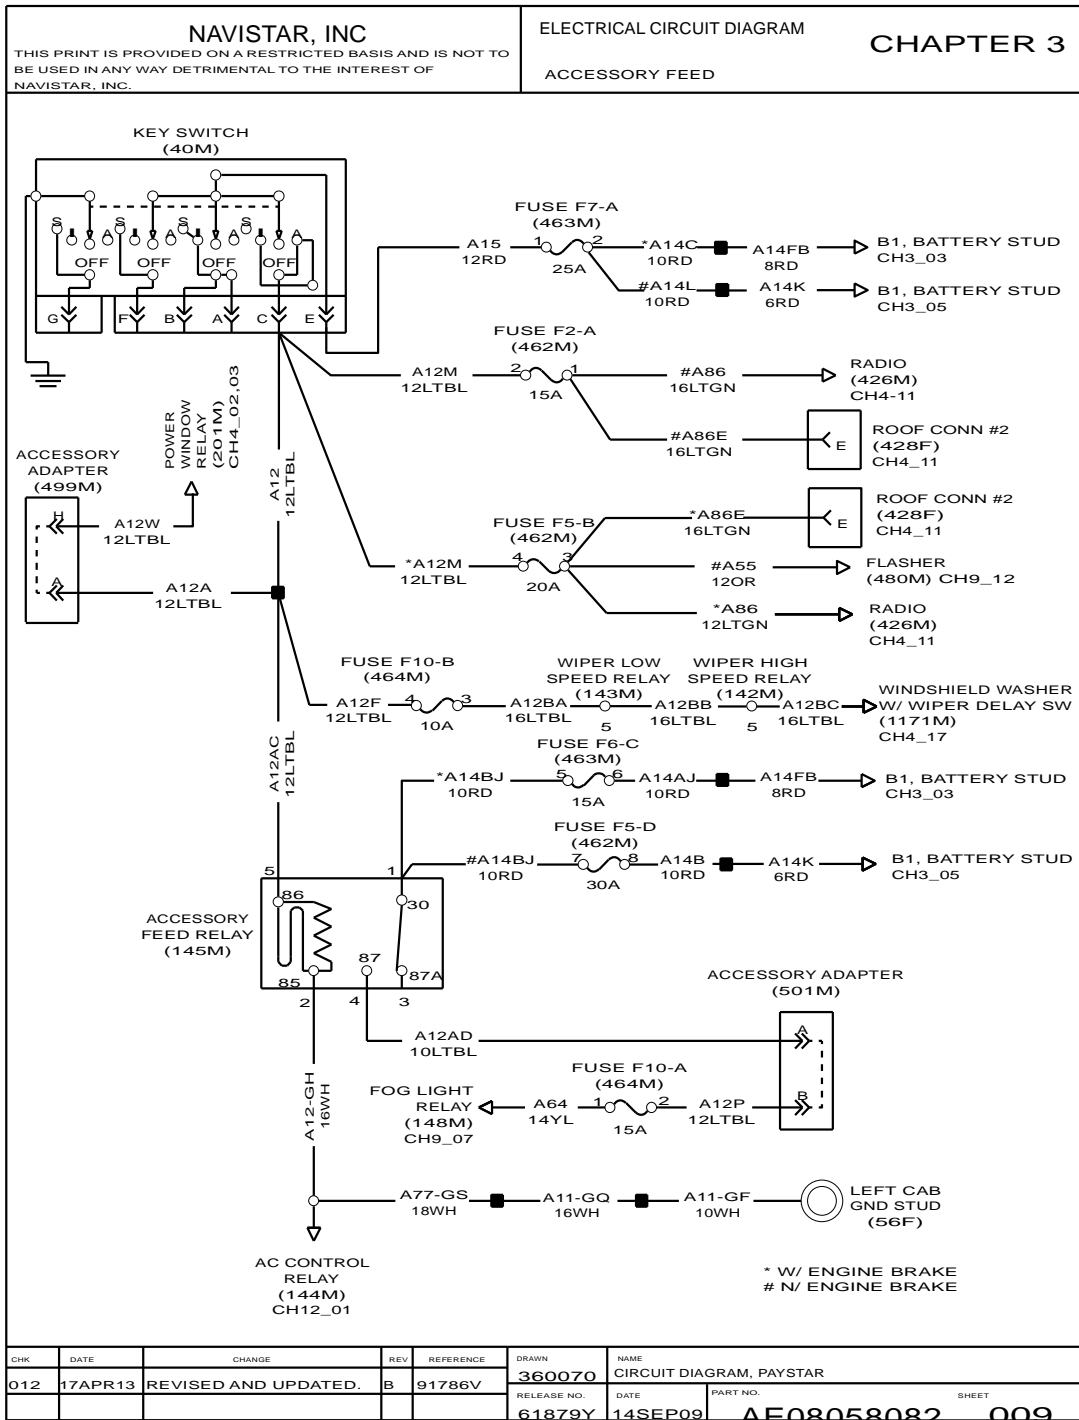 NAVISTAR, INC
THIS PRINT IS PROVIDED ON A RESTRICTED BASIS AND IS NOT TO
BE USED IN ANY WAY DETRIMENTAL TO THE INTEREST OF
NAVISTAR, INC.
ELECTRICAL CIRCUIT DIAGRAM
ACCESSORY FEED
CHAPTER 3
KEY SWITCH
(40M)
S I A S I A S I A S I A
OFF OFF OFF OFF
G F B A C E
FUSE F7-A
(463M)
A15
12RD
1 2
25A
*A14C
10RD
A14FB
8RD
B1, BATTERY STUD
CH3_03
#A14L
10RD
A14K
6RD
B1, BATTERY STUD
CH3_05
FUSE F2-A
(462M)
A12M
12LTBL
2 1
15A
#A86
16LTGN
RADIO
(426M)
CH4-11
#A86E
16LTGN
E
ROOF CONN #2
(428F)
CH4_11
POWER
WINDOW
RELAY
(201M)
CH4_02,03
A12
12LTBL
ACCESSORY
ADAPTER
(499M)
H
A12W
12LTBL
A
A12A
12LTBL
FUSE F5-B
(462M)
*A12M
12LTBL
4 3
20A
*A86E
16LTGN
E
ROOF CONN #2
(428F)
CH4_11
#A55
12OR
FLASHER
(480M) CH9_12
*A86
12LTGN
RADIO
(426M)
CH4_11
FUSE F10-B
(464M)
A12F
12LTBL
4 3
10A
A12BA
16LTBL
WIPER LOW
SPEED RELAY
(143M)
5
A12BB
16LTBL
WIPER HIGH
SPEED RELAY
(142M)
5
A12BC
16LTBL
WINDSHIELD WASHER
W/ WIPER DELAY SW
(1171M)
CH4_17
A12AC
12LTBL
FUSE F6-C
(463M)
*A14BJ
10RD
5 6
15A
A14AJ
10RD
A14FB
8RD
B1, BATTERY STUD
CH3_03
FUSE F5-D
(462M)
#A14BJ
10RD
7 8
30A
A14B
10RD
A14K
6RD
B1, BATTERY STUD
CH3_05
5 1
86 30
ACCESSORY
FEED RELAY
(145M)
87
85 87A
2 4 3
A12AD
10LTBL
ACCESSORY ADAPTER
(501M)
A
B
FUSE F10-A
(464M)
FOG LIGHT
RELAY
(148M)
CH9_07
A64
14YL
1 2
15A
A12P
12LTBL
A12-GH
16WH
A77-GS
18WH
A11-GQ
16WH
A11-GF
10WH
LEFT CAB
GND STUD
(56F)
AC CONTROL
RELAY
(144M)
CH12_01
* W/ ENGINE BRAKE
# N/ ENGINE BRAKE
CHK DATE CHANGE REV REFERENCE
012 17APR13 REVISED AND UPDATED. B 91786V
DRAWN
360070
NAME
CIRCUIT DIAGRAM, PAYSTAR
RELEASE NO.
61879Y
DATE
14SEP09
PART NO.
AE08058082
SHEET
009